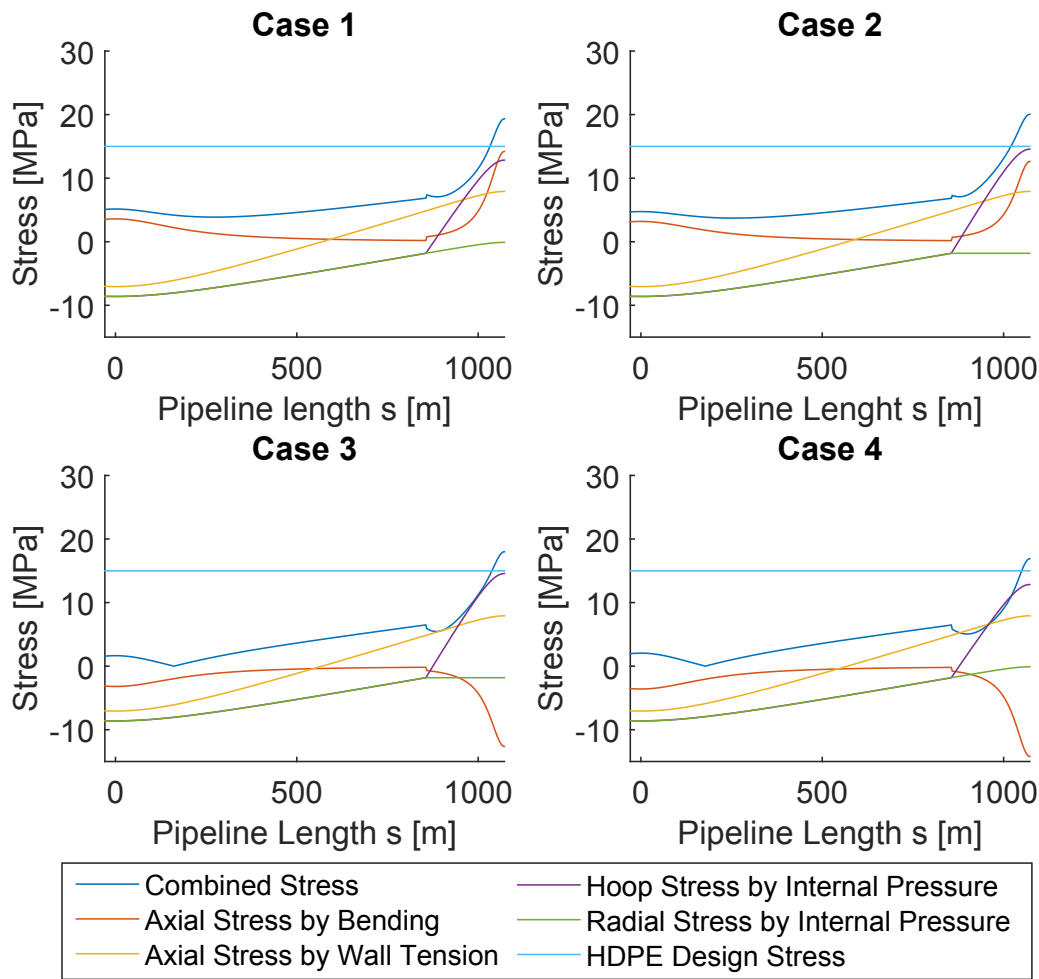 Case 1
30
20
10
0
-10
Stress [MPa]
0 500 1000
Pipeline length s [m]
Case 2
30
20
10
0
-10
Stress [MPa]
0 500 1000
Pipeline Lenght s [m]
Case 3
30
20
10
0
-10
Stress [MPa]
0 500 1000
Pipeline Length s [m]
Case 4
30
20
10
0
-10
Stress [MPa]
0 500 1000
Pipeline Length s [m]
Combined Stress
Axial Stress by Bending
Axial Stress by Wall Tension
Hoop Stress by Internal Pressure
Radial Stress by Internal Pressure
HDPE Design Stress